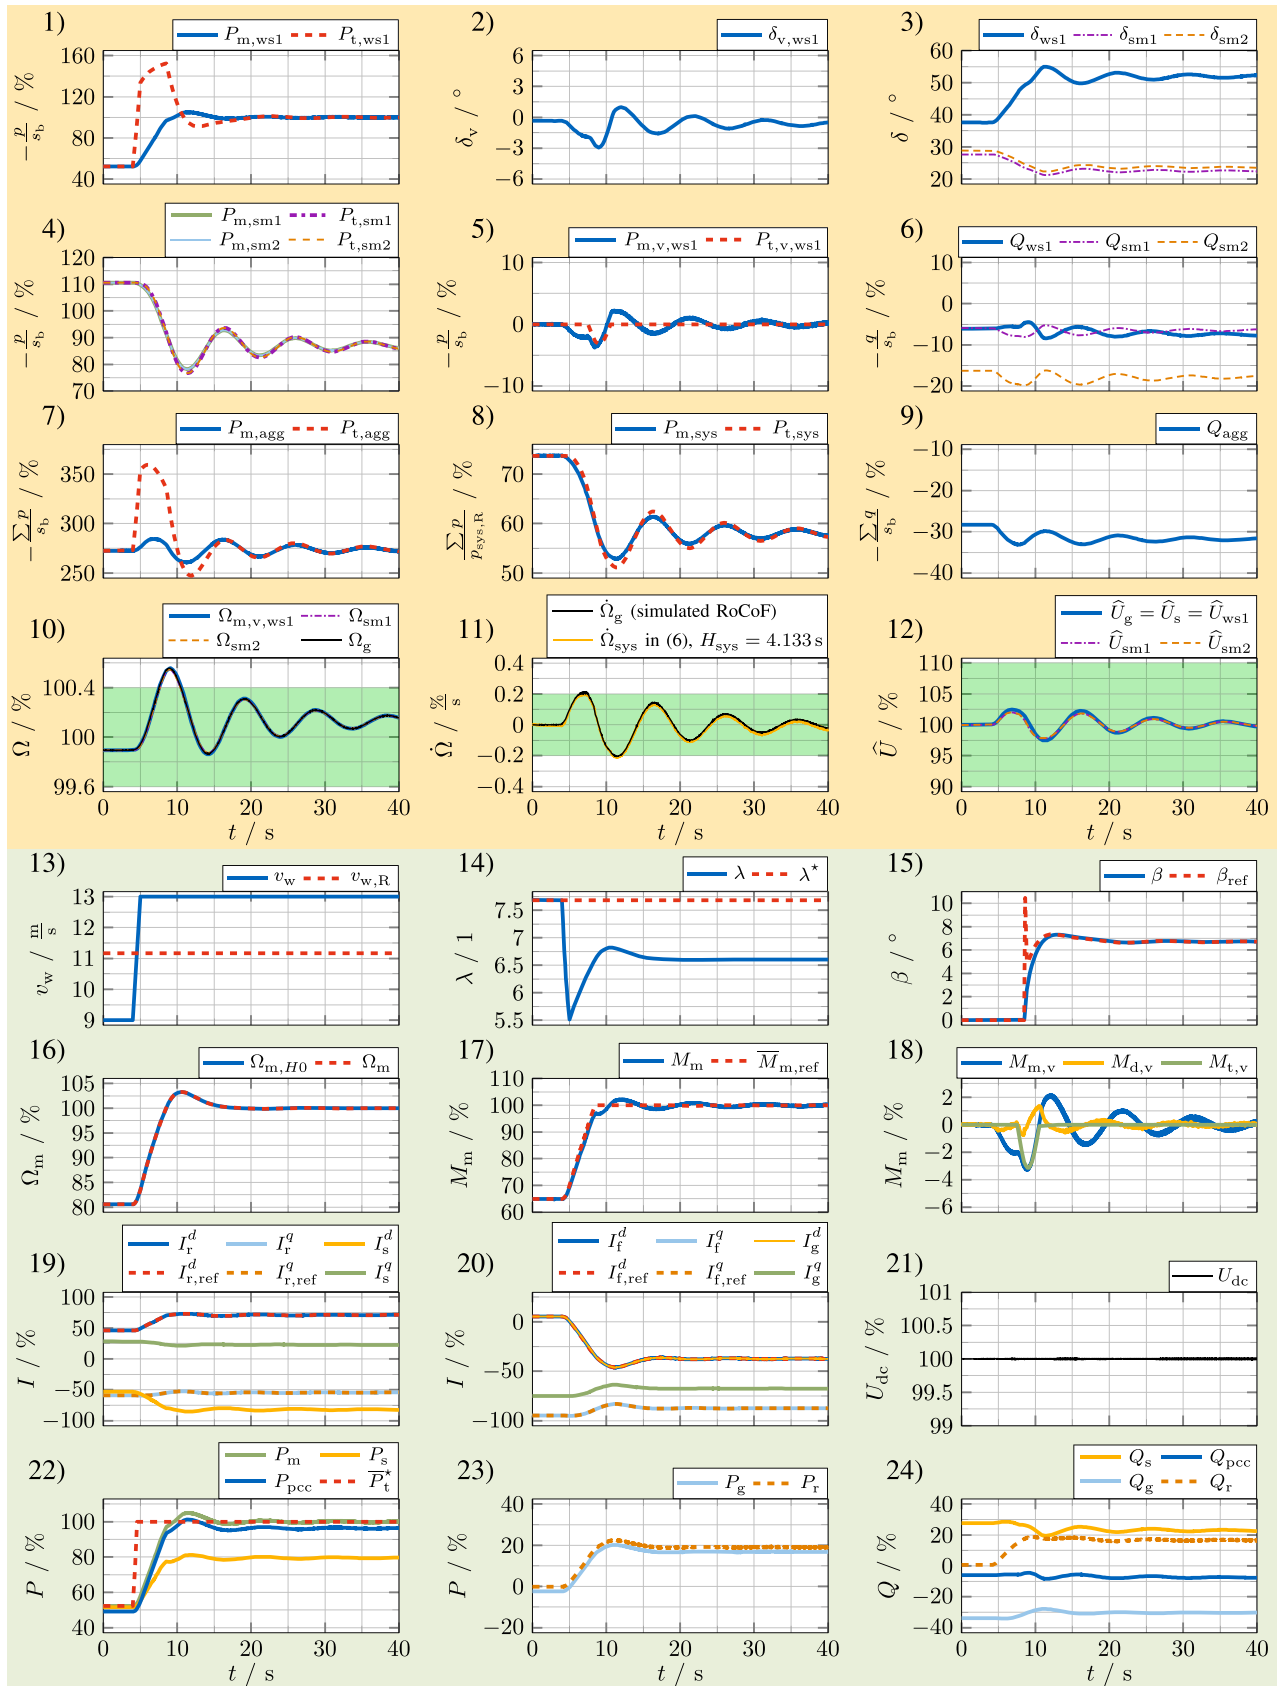 1)
P_m,ws1 P_t,ws1
160
120
80
40
−p/s_b / %
2)
δ_v,ws1
6
3
0
−3
−6
δ_v / °
3)
δ_ws1 δ_sm1 δ_sm2
60
50
40
30
20
δ / °
4)
P_m,sm1 P_t,sm1
P_m,sm2 P_t,sm2
120
110
100
90
80
70
−p/s_b / %
5)
P_m,v,ws1 P_t,v,ws1
10
0
−10
−p/s_b / %
6)
Q_ws1 Q_sm1 Q_sm2
10
0
−10
−20
−q/s_b / %
7)
P_m,agg P_t,agg
350
300
250
−∑p/s_b / %
8)
P_m,sys P_t,sys
70
60
50
∑p/p_sys,R / %
9)
Q_agg
−10
−20
−30
−40
−∑q/s_b / %
10)
Ω_m,v,ws1 Ω_sm1
Ω_sm2 Ω_g
100.4
100
99.6
Ω / %
0 10 20 30 40
t / s
11)
Ω̇_g (simulated RoCoF)
Ω̇_sys in (6), H_sys = 4.133 s
0.4
0.2
0
−0.2
−0.4
Ω̇ / %/s
0 10 20 30 40
t / s
12)
Û_g = Û_s = Û_ws1
Û_sm1 Û_sm2
110
105
100
95
90
Û / %
0 10 20 30 40
t / s
13)
v_w v_w,R
13
12
11
10
9
v_w / m/s
14)
λ λ⋆
7.5
7
6.5
6
5.5
λ / 1
15)
β β_ref
10
8
6
4
2
0
β / °
16)
Ω_m,H0 Ω_m
105
100
95
90
85
80
Ω_m / %
17)
M_m M̅_m,ref
110
100
90
80
70
60
M_m / %
18)
M_m,v M_d,v M_t,v
2
0
−2
−4
−6
M_m / %
19)
I_r^d I_r^q I_s^d
I_r,ref^d I_r,ref^q I_s^q
100
50
0
−50
−100
I / %
20)
I_f^d I_f^q I_g^d
I_f,ref^d I_f,ref^q I_g^q
0
−50
−100
I / %
21)
U_dc
101
100.5
100
99.5
99
U_dc / %
22)
P_m P_s
P_pcc P̅_t^⋆
100
80
60
40
P / %
0 10 20 30 40
t / s
23)
P_g P_r
40
20
0
−20
P / %
0 10 20 30 40
t / s
24)
Q_s Q_pcc
Q_g Q_r
40
20
0
−20
−40
Q / %
0 10 20 30 40
t / s